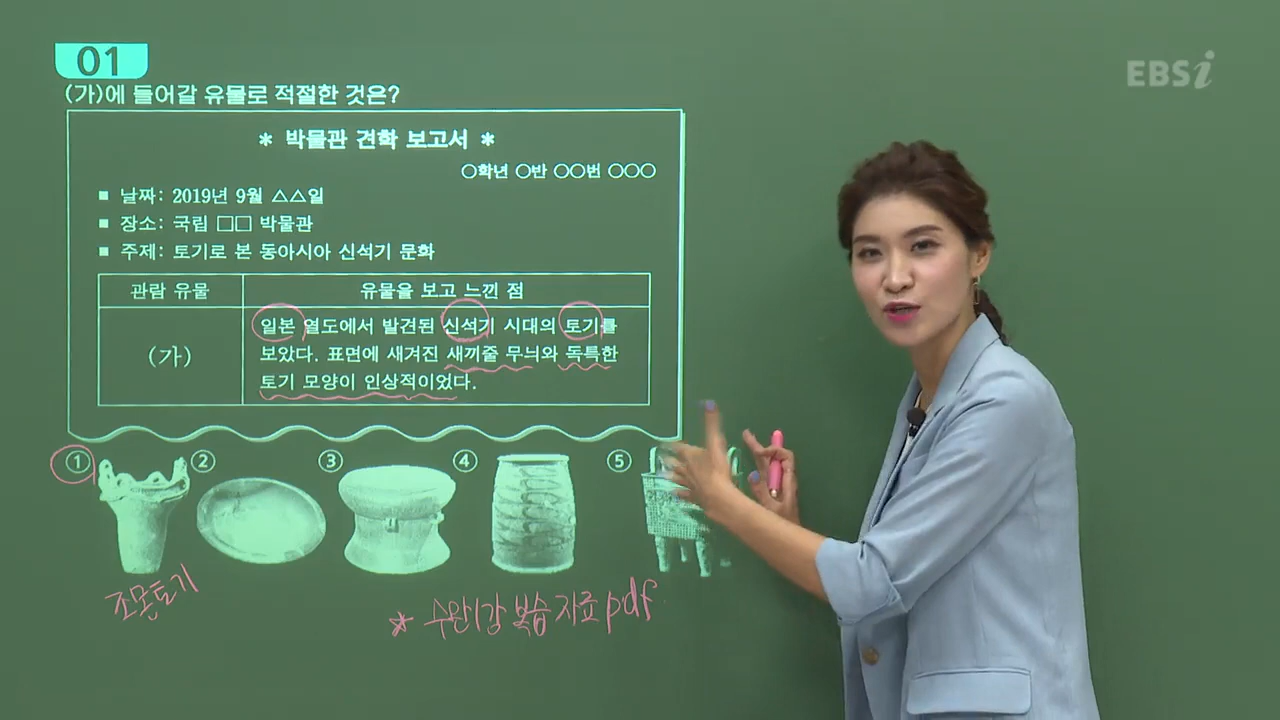 01
EBSi
(가)에 들어갈 유물로 적절한 것은?
* 박물관 견학 보고서 *
○학년 ○반 ○○번 ○○○
■ 날짜: 2019년 9월 △△일
■ 장소: 국립 □□ 박물관
■ 주제: 토기로 본 동아시아 신석기 문화
관람 유물 유물을 보고 느낀 점
(가)
일본 열도에서 발견된 신석기 시대의 토기를
보았다. 표면에 새겨진 새끼줄 무늬와 독특한
토기 모양이 인상적이었다.
① ② ③ ④ ⑤
조몬토기
* 수완1강 복습 자료 pdf